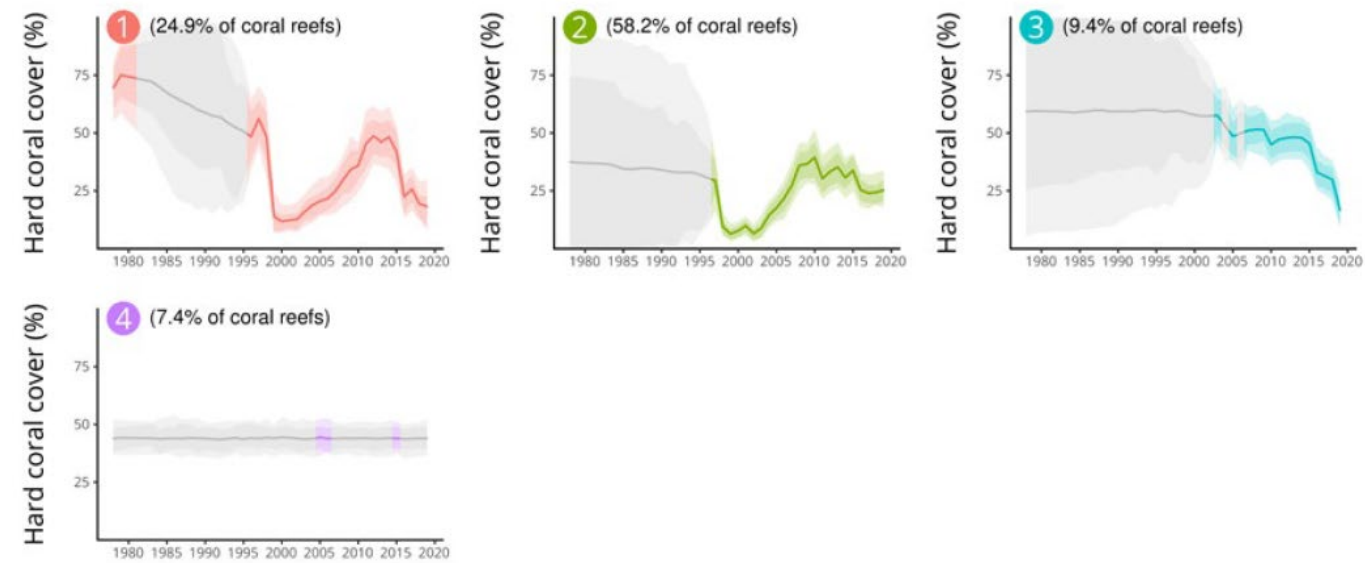 Hard coral cover (%)
1 (24.9% of coral reefs)
75
50
25
1980 1985 1990 1995 2000 2005 2010 2015 2020
Hard coral cover (%)
2 (58.2% of coral reefs)
75
50
25
1980 1985 1990 1995 2000 2005 2010 2015 2020
Hard coral cover (%)
3 (9.4% of coral reefs)
75
50
25
1980 1985 1990 1995 2000 2005 2010 2015 2020
Hard coral cover (%)
4 (7.4% of coral reefs)
75
50
25
1980 1985 1990 1995 2000 2005 2010 2015 2020